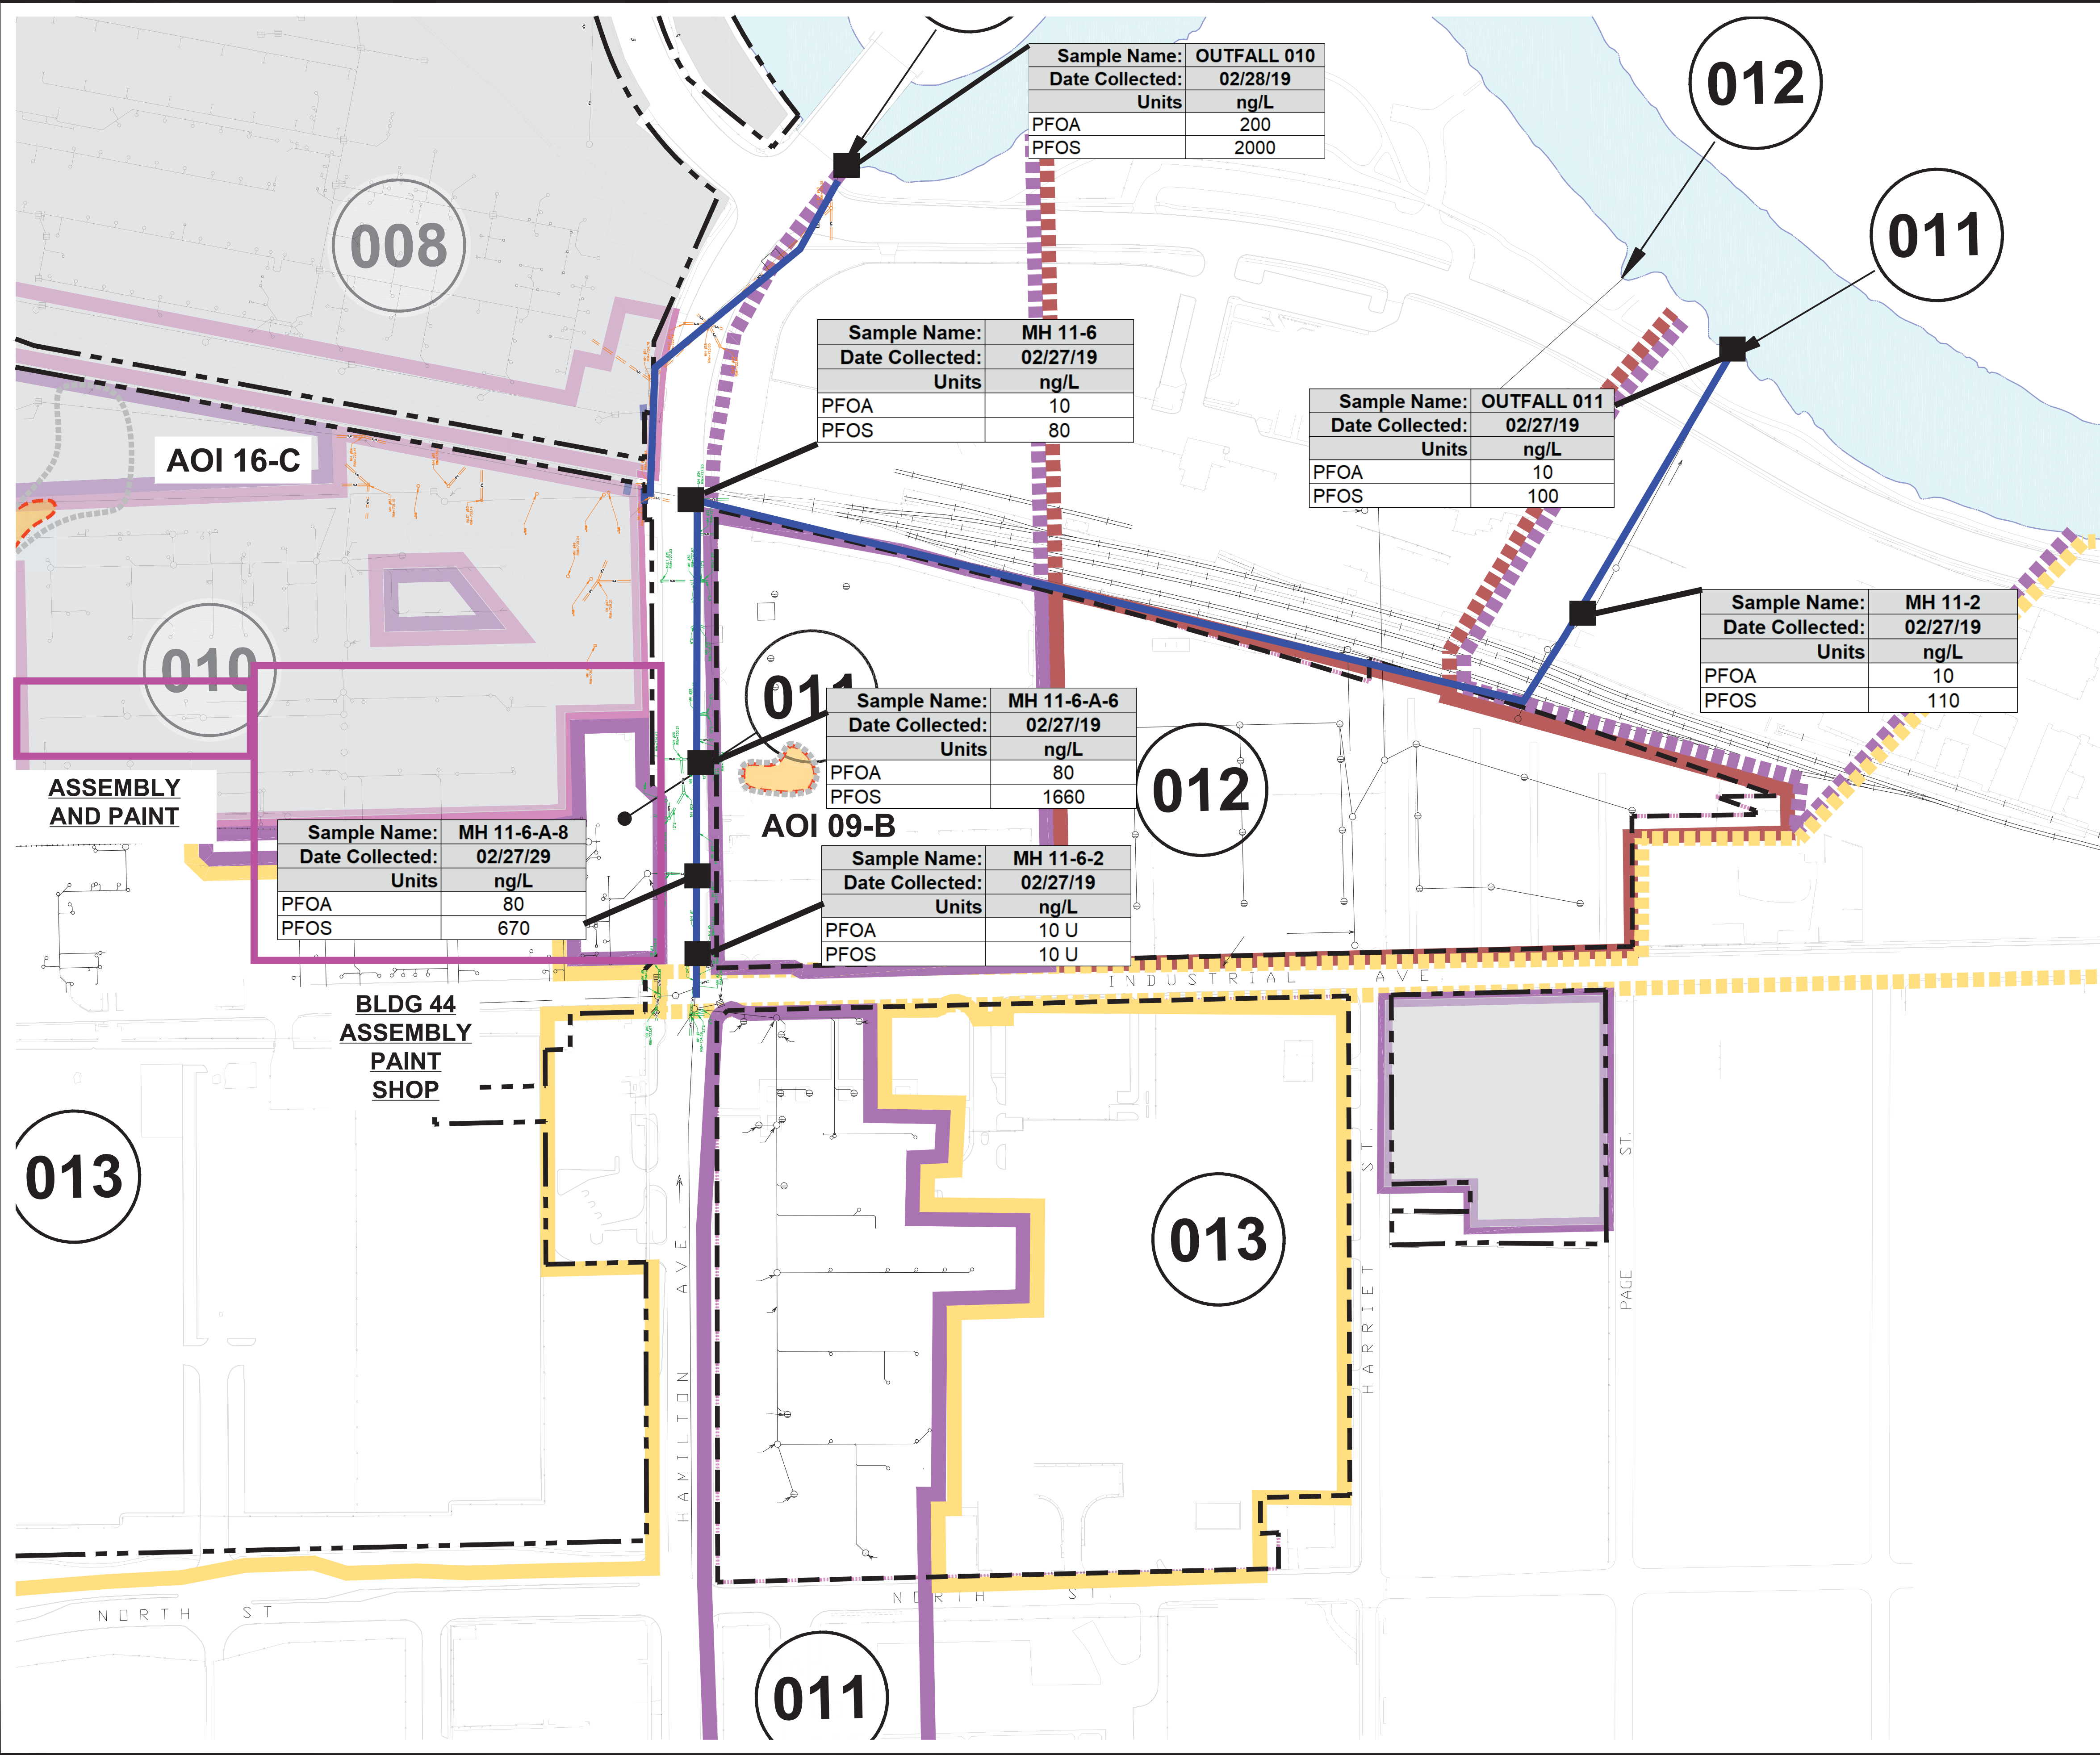 Sample Name: OUTFALL 010
Date Collected: 02/28/19
Units ng/L
PFOA 200
PFOS 2000
012
011
008
Sample Name: MH 11-6
Date Collected: 02/27/19
Units ng/L
PFOA 10
PFOS 80
Sample Name: OUTFALL 011
Date Collected: 02/27/19
Units ng/L
PFOA 10
PFOS 100
AOI 16-C
Sample Name: MH 11-2
Date Collected: 02/27/19
Units ng/L
PFOA 10
PFOS 110
010
011
Sample Name: MH 11-6-A-6
Date Collected: 02/27/19
Units ng/L
PFOA 80
PFOS 1660
012
ASSEMBLY
AND PAINT
AOI 09-B
Sample Name: MH 11-6-A-8
Date Collected: 02/27/29
Units ng/L
PFOA 80
PFOS 670
Sample Name: MH 11-6-2
Date Collected: 02/27/19
Units ng/L
PFOA 10 U
PFOS 10 U
INDUSTRIAL AVE.
BLDG 44
ASSEMBLY
PAINT
SHOP
013
013
HAMILTON AVE.
HARRIET ST.
PAGE ST.
NORTH ST
NORTH ST.
011